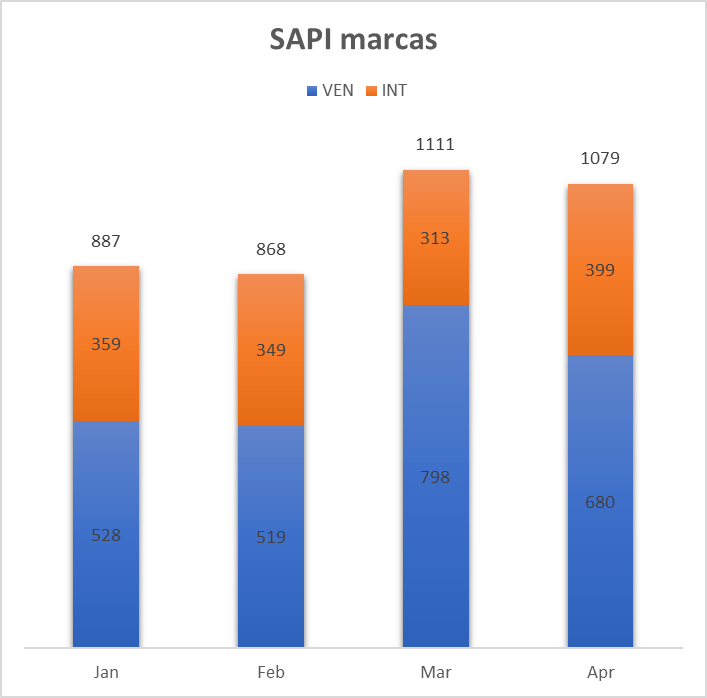 SAPI marcas
VEN INT
887 868 1111 1079
359 349 313 399
528 519 798 680
Jan Feb Mar Apr